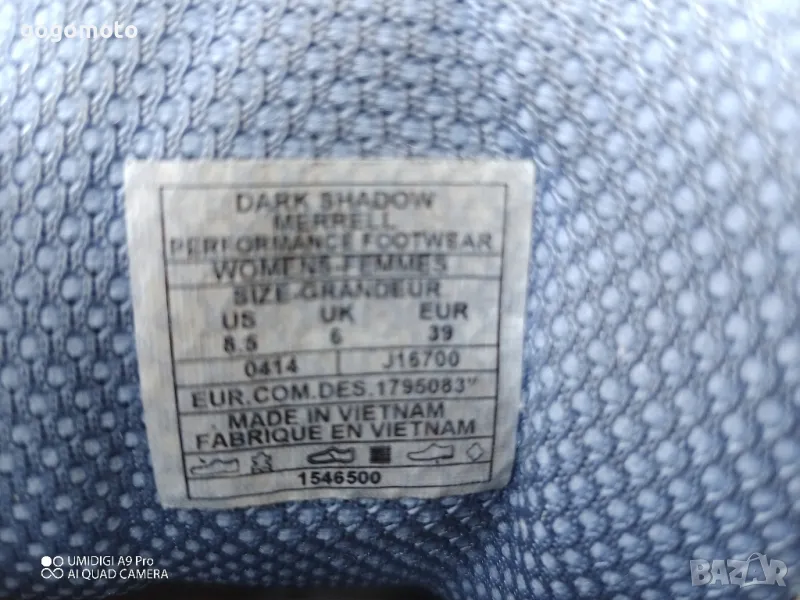 gogomoto
DARK SHADOW
MERRELL
PERFORMANCE FOOTWEAR
WOMENS-FEMMES
SIZE-GRANDEUR
US UK EUR
8.5 6 39
0414 J16700
EUR.COM.DES.1795083"
MADE IN VIETNAM
FABRIQUE EN VIETNAM
1546500
UMIDIGI A9 Pro
AI QUAD CAMERA
BAZAR